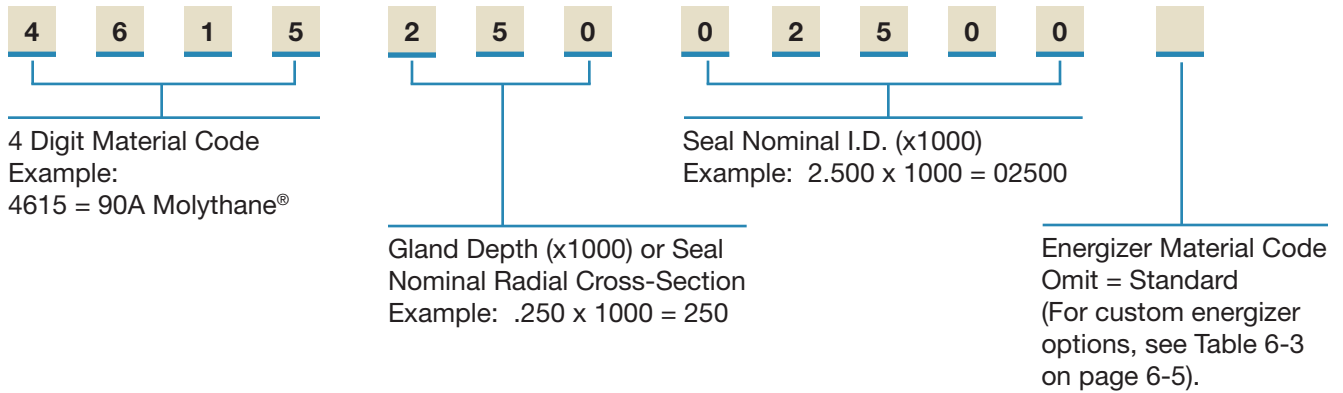 4 6 1 5 2 5 0 0 2 5 0 0
4 Digit Material Code
Example:
4615 = 90A Molythane®
Seal Nominal I.D. (x1000)
Example: 2.500 x 1000 = 02500
Gland Depth (x1000) or Seal
Nominal Radial Cross-Section
Example: .250 x 1000 = 250
Energizer Material Code
Omit = Standard
(For custom energizer
options, see Table 6-3
on page 6-5).